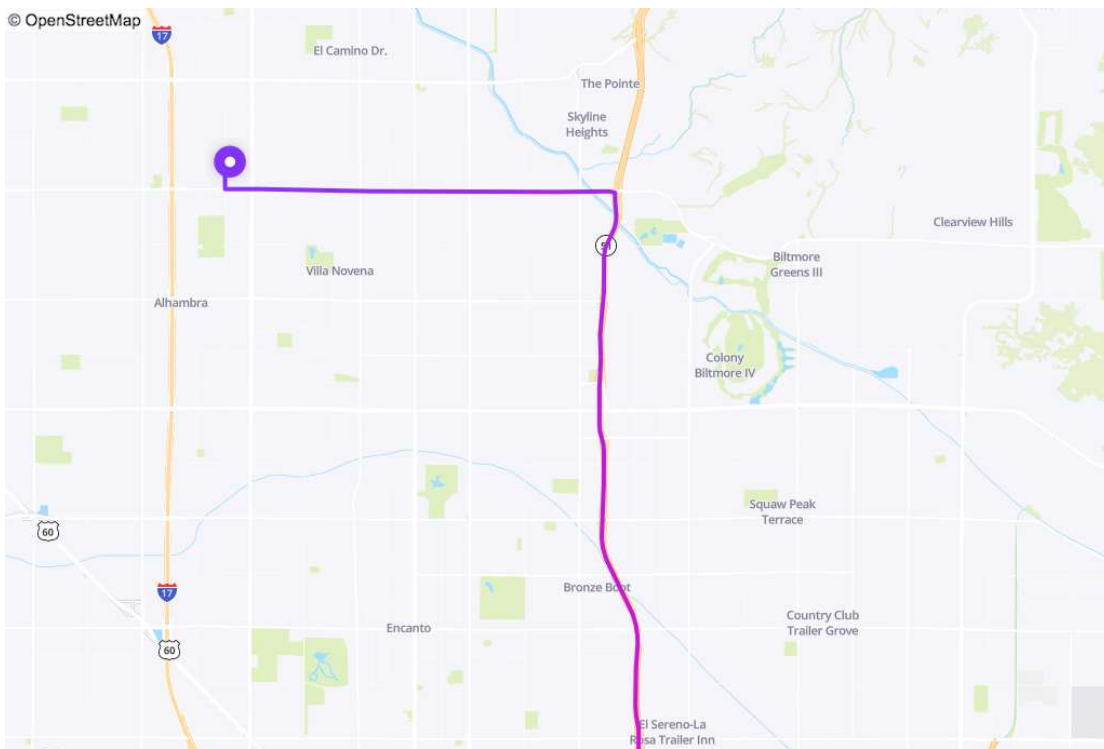 © OpenStreetMap
17
El Camino Dr.
The Pointe
Skyline
Heights
Clearview Hills
51
Biltmore
Greens III
Villa Novena
Alhambra
Colony
Biltmore IV
Squaw Peak
Terrace
60
17
Bronze Boot
Country Club
Trailer Grove
Encanto
60
El Sereno-La
Rosa Trailer Inn